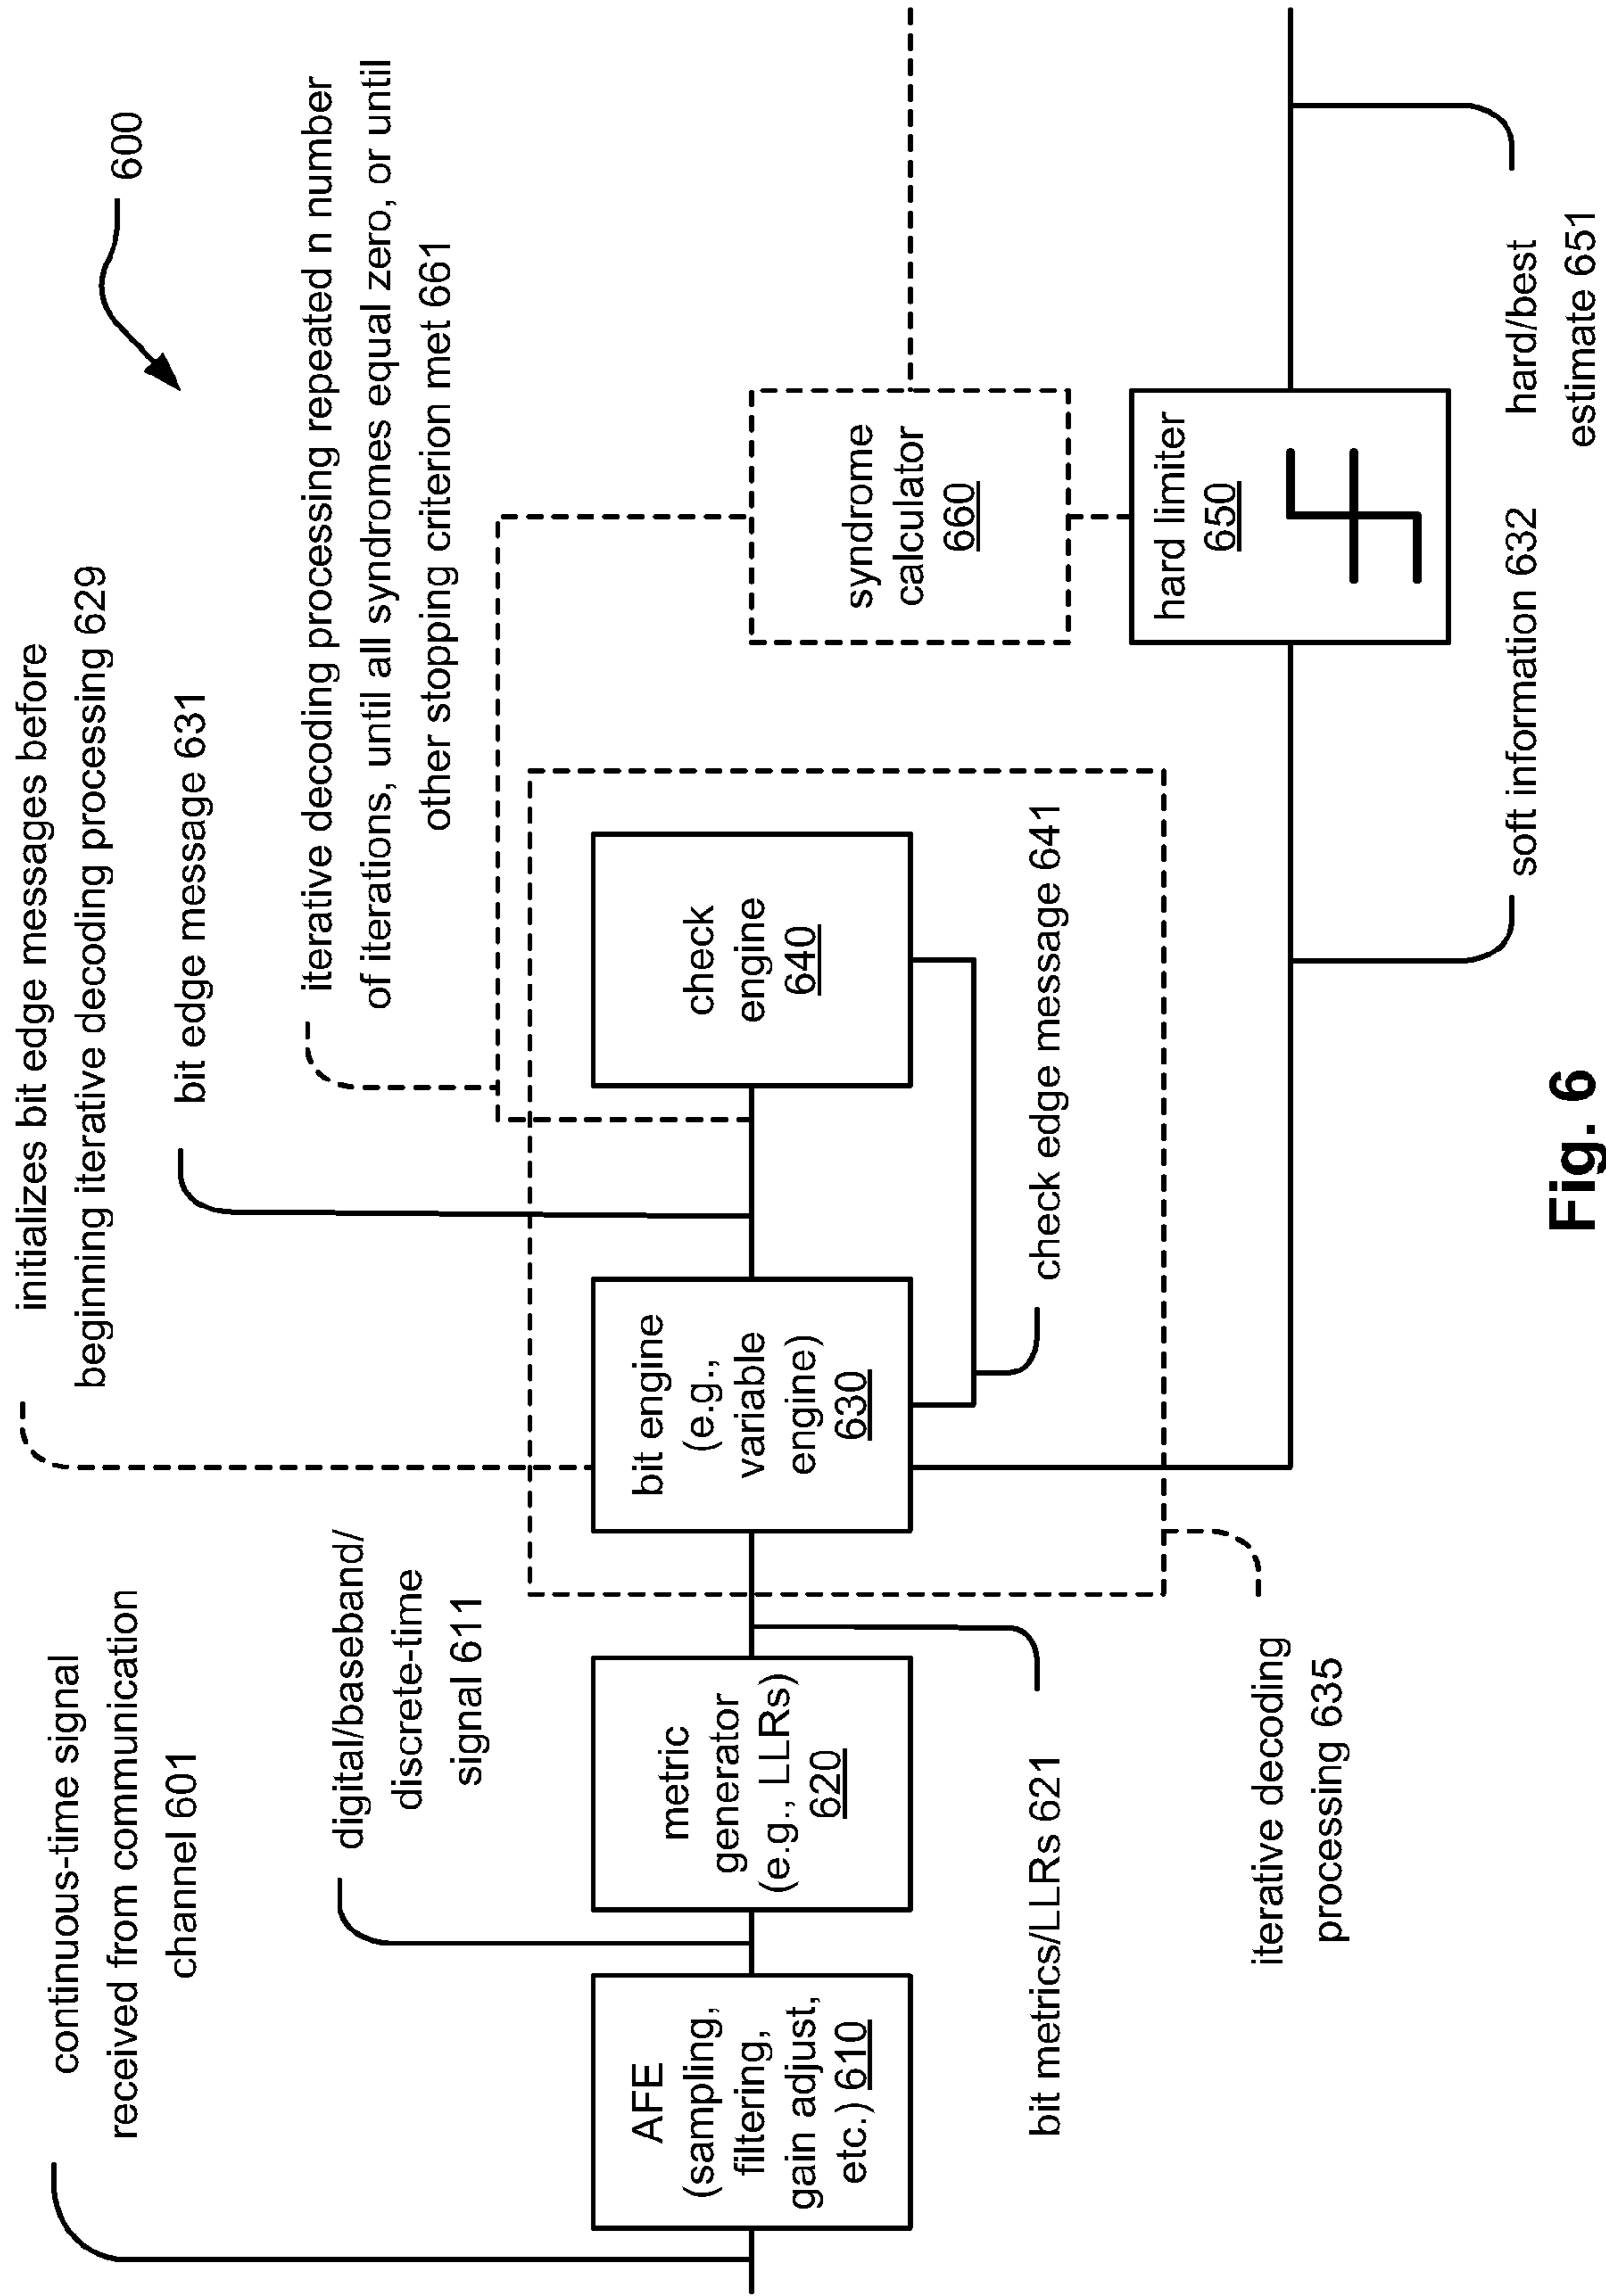 600
initializes bit edge messages before
beginning iterative decoding processing 629
bit edge message 631
iterative decoding processing repeated n number
of iterations, until all syndromes equal zero, or until
other stopping criterion met 661
continuous-time signal
received from communication
channel 601
digital/baseband/
discrete-time
signal 611
AFE
(sampling,
filtering,
gain adjust,
etc.) 610
metric
generator
(e.g., LLRs)
620
bit engine
(e.g.,
variable
engine)
630
check
engine
640
syndrome
calculator
660
check edge message 641
bit metrics/LLRs 621
iterative decoding
processing 635
hard limiter
650
soft information 632
hard/best
estimate 651
Fig. 6